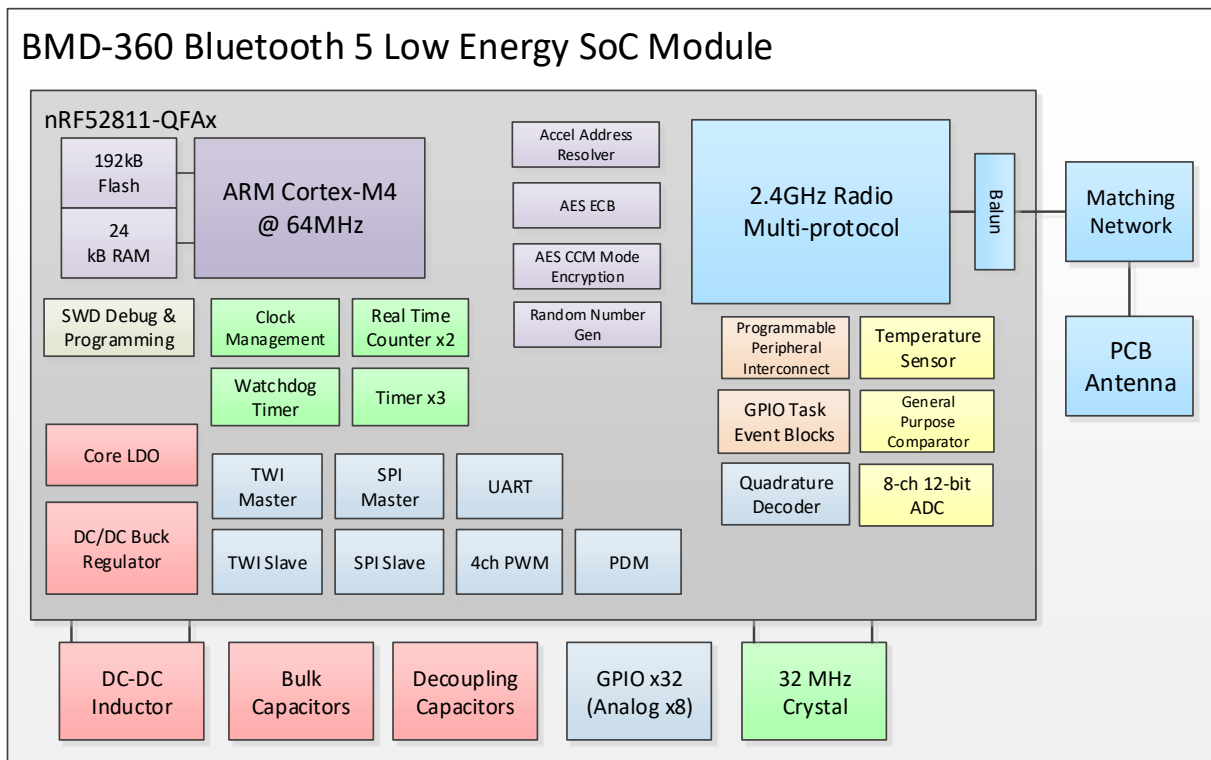 BMD-360 Bluetooth 5 Low Energy SoC Module
nRF52811-QFAx
192kB
Flash
24
kB RAM
ARM Cortex-M4
@ 64MHz
Accel Address
Resolver
AES ECB
AES CCM Mode
Encryption
Random Number
Gen
2.4GHz Radio
Multi-protocol
Balun
Matching
Network
PCB
Antenna
SWD Debug &
Programming
Clock
Management
Real Time
Counter x2
Watchdog
Timer
Timer x3
Programmable
Peripheral
Interconnect
Temperature
Sensor
GPIO Task
Event Blocks
General
Purpose
Comparator
Quadrature
Decoder
8-ch 12-bit
ADC
Core LDO
DC/DC Buck
Regulator
TWI
Master
SPI
Master
UART
TWI Slave
SPI Slave
4ch PWM
PDM
DC-DC
Inductor
Bulk
Capacitors
Decoupling
Capacitors
GPIO x32
(Analog x8)
32 MHz
Crystal